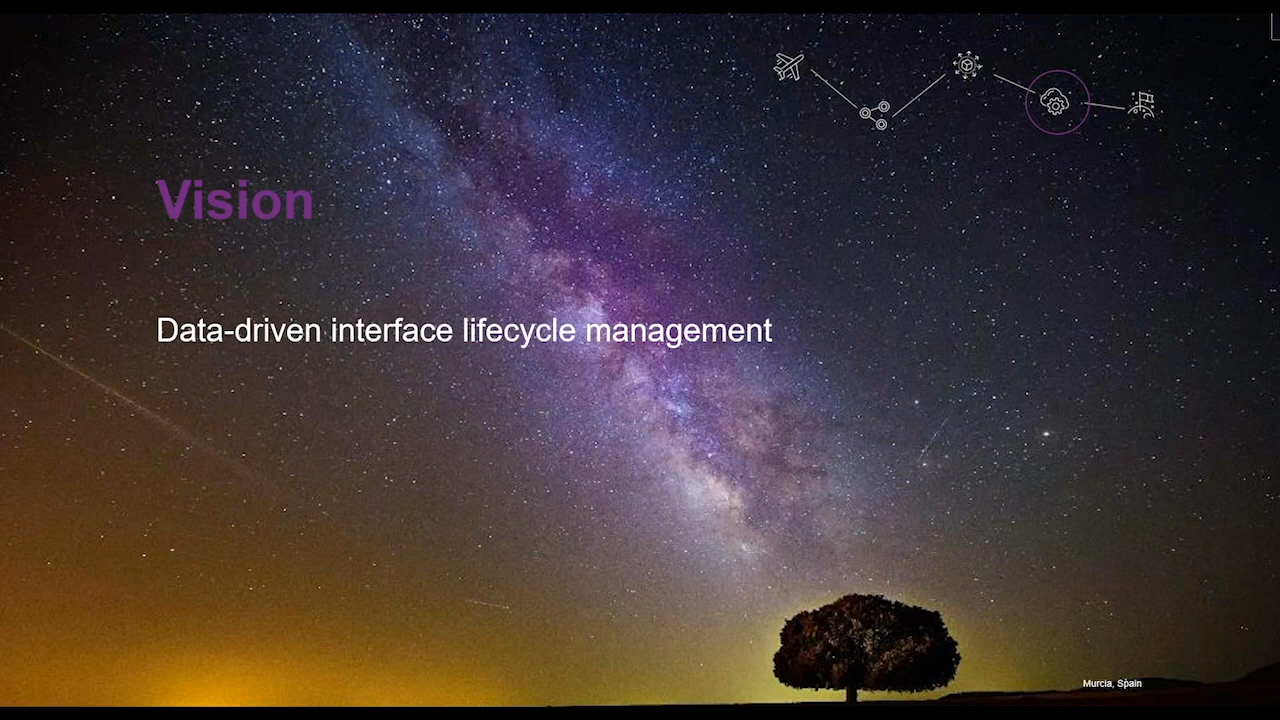 Vision
Data-driven interface lifecycle management
Murcia, Spain